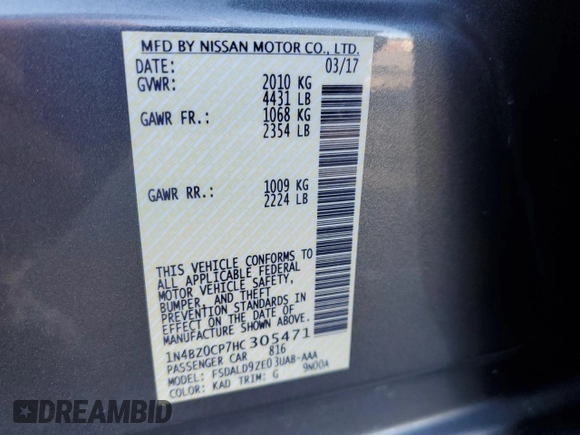 MFD BY NISSAN MOTOR CO., LTD.
DATE: 03/17
GVWR: 2010 KG
4431 LB
GAWR FR.: 1068 KG
2354 LB
GAWR RR.: 1009 KG
2224 LB
THIS VEHICLE CONFORMS TO
ALL APPLICABLE FEDERAL
MOTOR VEHICLE SAFETY,
BUMPER, AND THEFT
PREVENTION STANDARDS IN
EFFECT ON THE DATE OF
MANUFACTURE SHOWN ABOVE.
1N4BZ0CP7HC305471
PASSENGER CAR 816
MODEL: FSDALD9ZE03UAB-AAA
COLOR: KAD TRIM: G 9N00A
DREAMBID